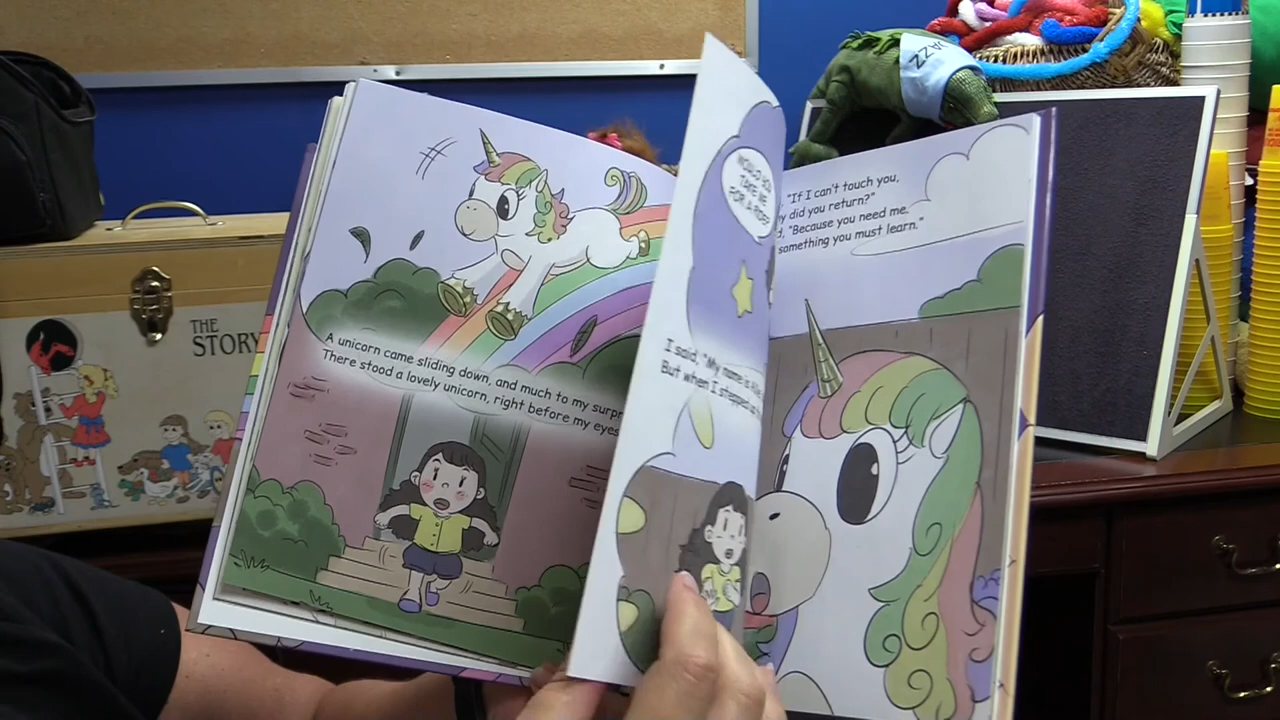 JAZZ
THE
STORY
A unicorn came sliding down, and much to my
There stood a lovely unicorn, right before my eyes
WOULD YOU
TAKE ME
FOR A RIDE?
I said, "My name is
But when I stepped
"If I can't touch you,
did you return?"
"Because you need me.
something you must learn."